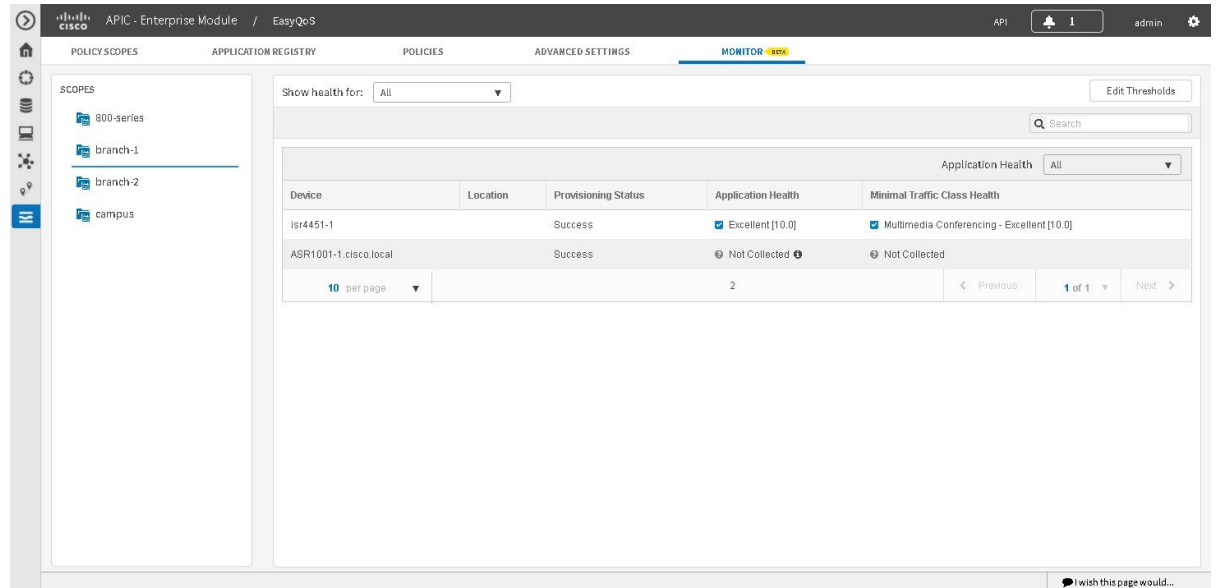 cisco APIC - Enterprise Module / EasyQoS API 1 admin
POLICY SCOPES APPLICATION REGISTRY POLICIES ADVANCED SETTINGS MONITOR BETA
SCOPES
800-series
branch-1
branch-2
campus
Show health for: All Edit Thresholds
Search
Application Health All
Device Location Provisioning Status Application Health Minimal Traffic Class Health
isr4451-1 Success Excellent [10.0] Multimedia Conferencing - Excellent [10.0]
ASR1001-1.cisco.local Success Not Collected Not Collected
10 per page 2 Previous 1 of 1 Next
I wish this page would...